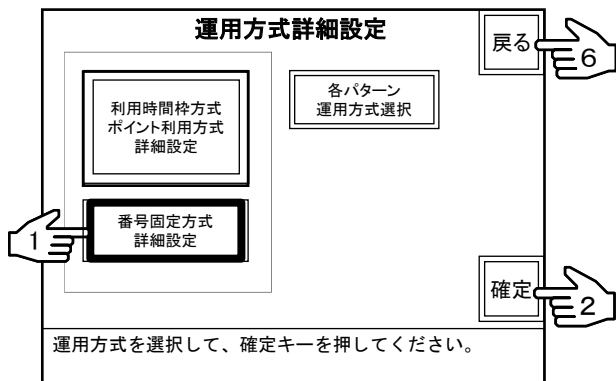 運用方式詳細設定
戻る
6
利用時間枠方式
ポイント利用方式
詳細設定
各パターン
運用方式選択
1
番号固定方式
詳細設定
確定
2
運用方式を選択して、確定キーを押してください。